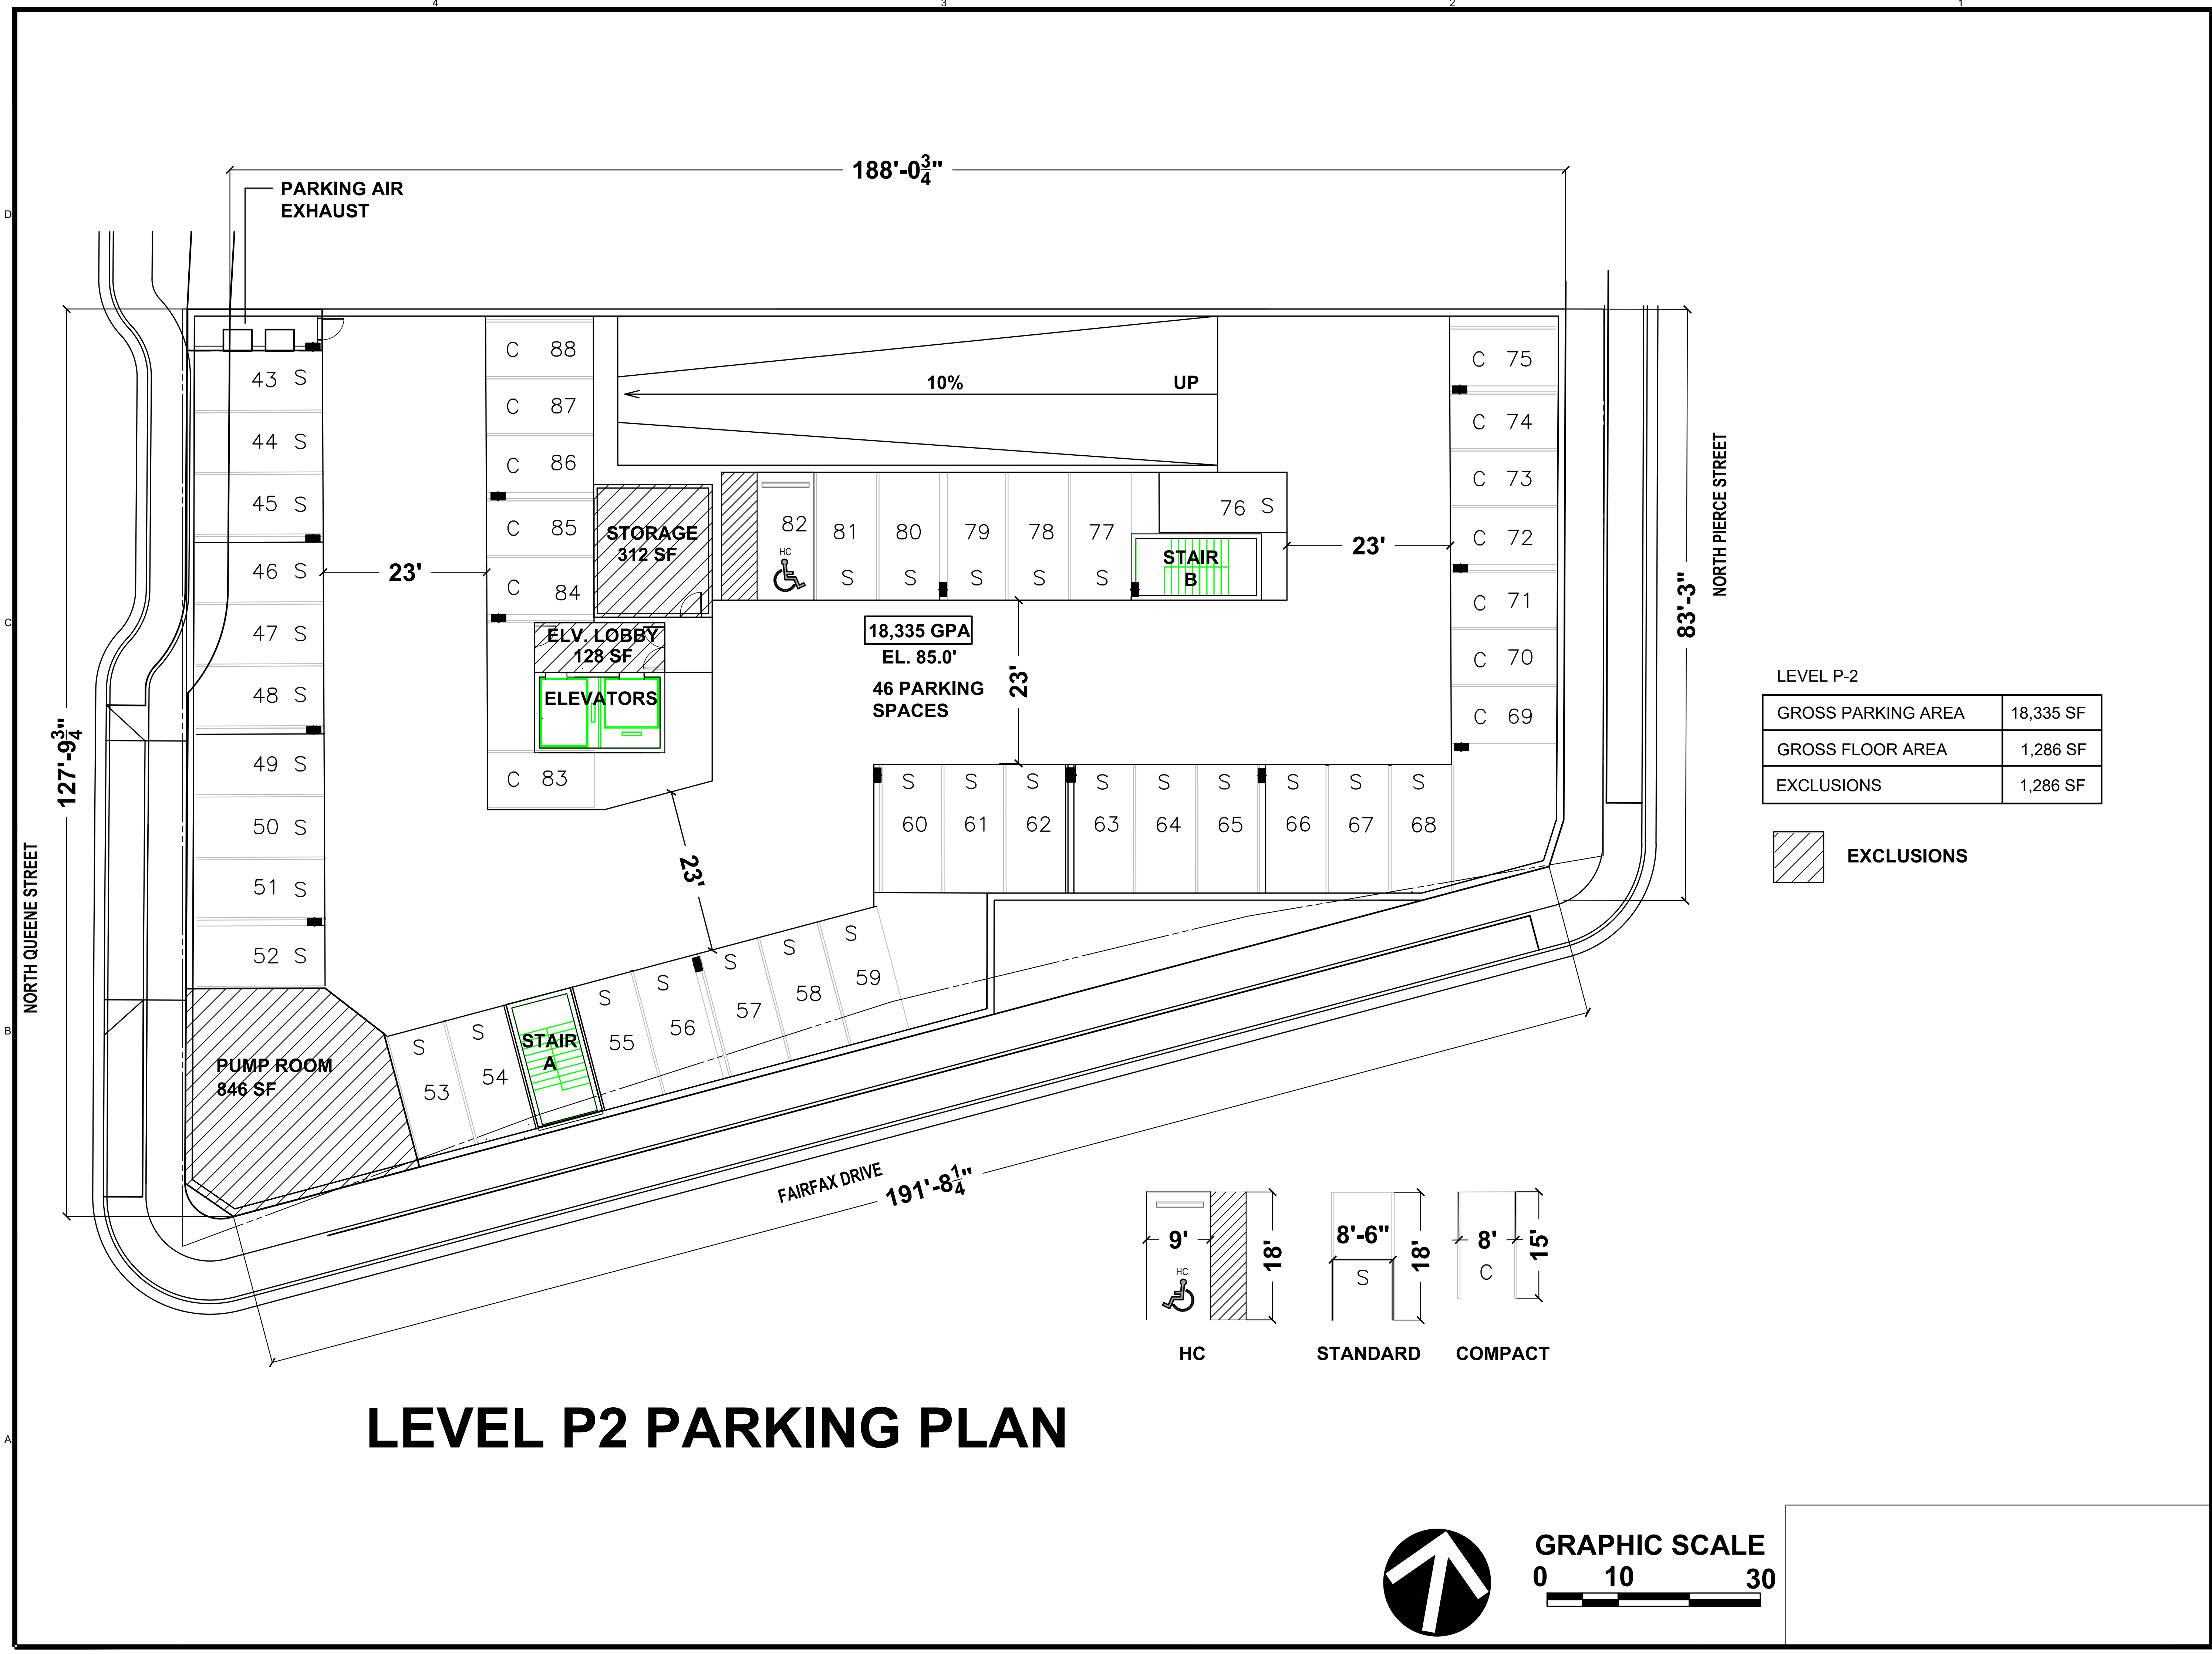 4 3 2 1
D
C
B
A
188'-0 3/4"
PARKING AIR
EXHAUST
127'-9 3/4"
83'-3"
NORTH QUEENE STREET
NORTH PIERCE STREET
43 S
44 S
45 S
46 S
47 S
48 S
49 S
50 S
51 S
52 S
23'
C 88
C 87
C 86
C 85
C 84
C 83
10% UP
STORAGE
312 SF
ELV. LOBBY
128 SF
ELEVATORS
82
HC
81 80 79 78 77
S S S S S
76 S
STAIR
B
23'
C 75
C 74
C 73
C 72
C 71
C 70
C 69
18,335 GPA
EL. 85.0'
46 PARKING
SPACES
23'
S S S S S S S S S
60 61 62 63 64 65 66 67 68
23'
S S S S S S S
53 54 55 56 57 58 59
STAIR
A
PUMP ROOM
846 SF
FAIRFAX DRIVE
191'-8 1/4"
LEVEL P-2
GROSS PARKING AREA 18,335 SF
GROSS FLOOR AREA 1,286 SF
EXCLUSIONS 1,286 SF
EXCLUSIONS
9'
HC
18'
HC
8'-6"
S
18'
STANDARD
8'
C
15'
COMPACT
LEVEL P2 PARKING PLAN
GRAPHIC SCALE
0 10 30